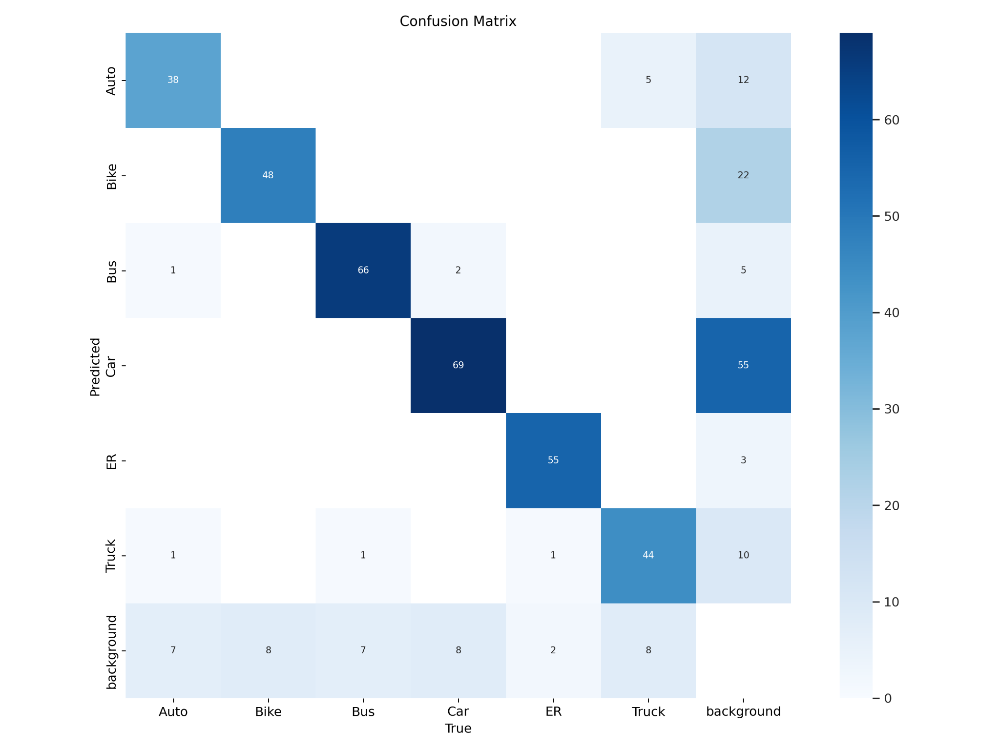 Confusion Matrix
Auto
38
5
12
Bike
48
22
Bus
1
66
2
5
Predicted
Car
69
55
ER
55
3
Truck
1
1
1
44
10
background
7
8
7
8
2
8
Auto
Bike
Bus
Car
ER
Truck
background
True
60
50
40
30
20
10
0